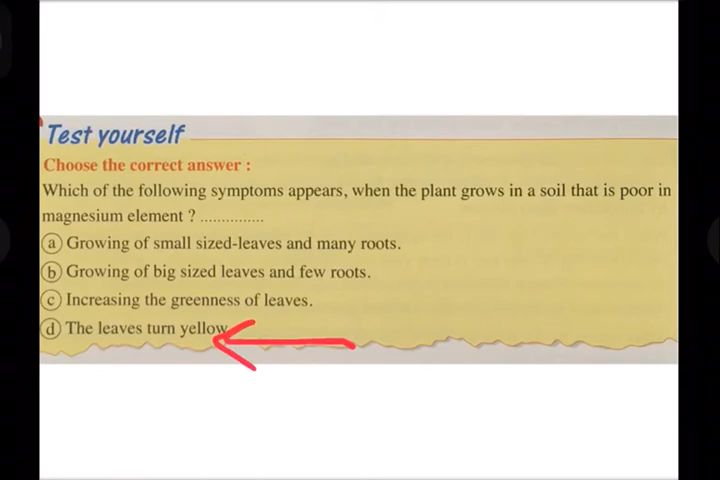 Test yourself
Choose the correct answer :
Which of the following symptoms appears, when the plant grows in a soil that is poor in
magnesium element ? ...............
a Growing of small sized-leaves and many roots.
b Growing of big sized leaves and few roots.
c Increasing the greenness of leaves.
d The leaves turn yellow